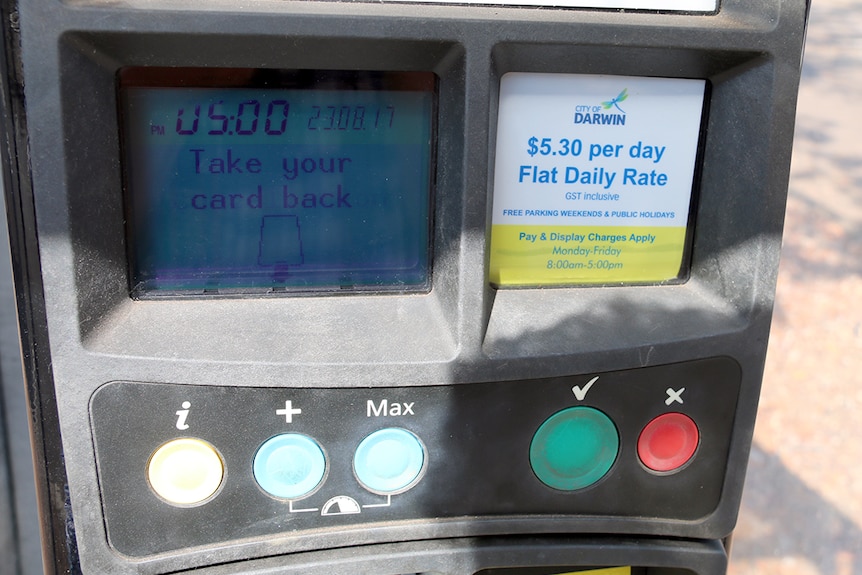 PM 05:00 23.08.17
Take your
card back
CITY OF
DARWIN
$5.30 per day
Flat Daily Rate
GST inclusive
FREE PARKING WEEKENDS & PUBLIC HOLIDAYS
Pay & Display Charges Apply
Monday-Friday
8:00am-5:00pm
i + Max ✓ ×